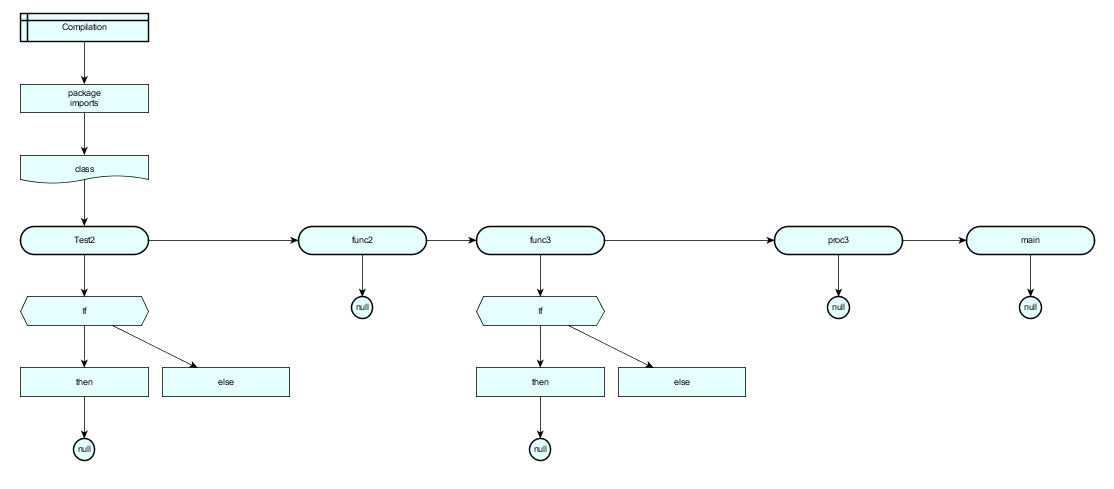 Compilation
package
imports
class
Test2
func2
func3
proc3
main
If
null
If
null
null
then
else
then
else
null
null